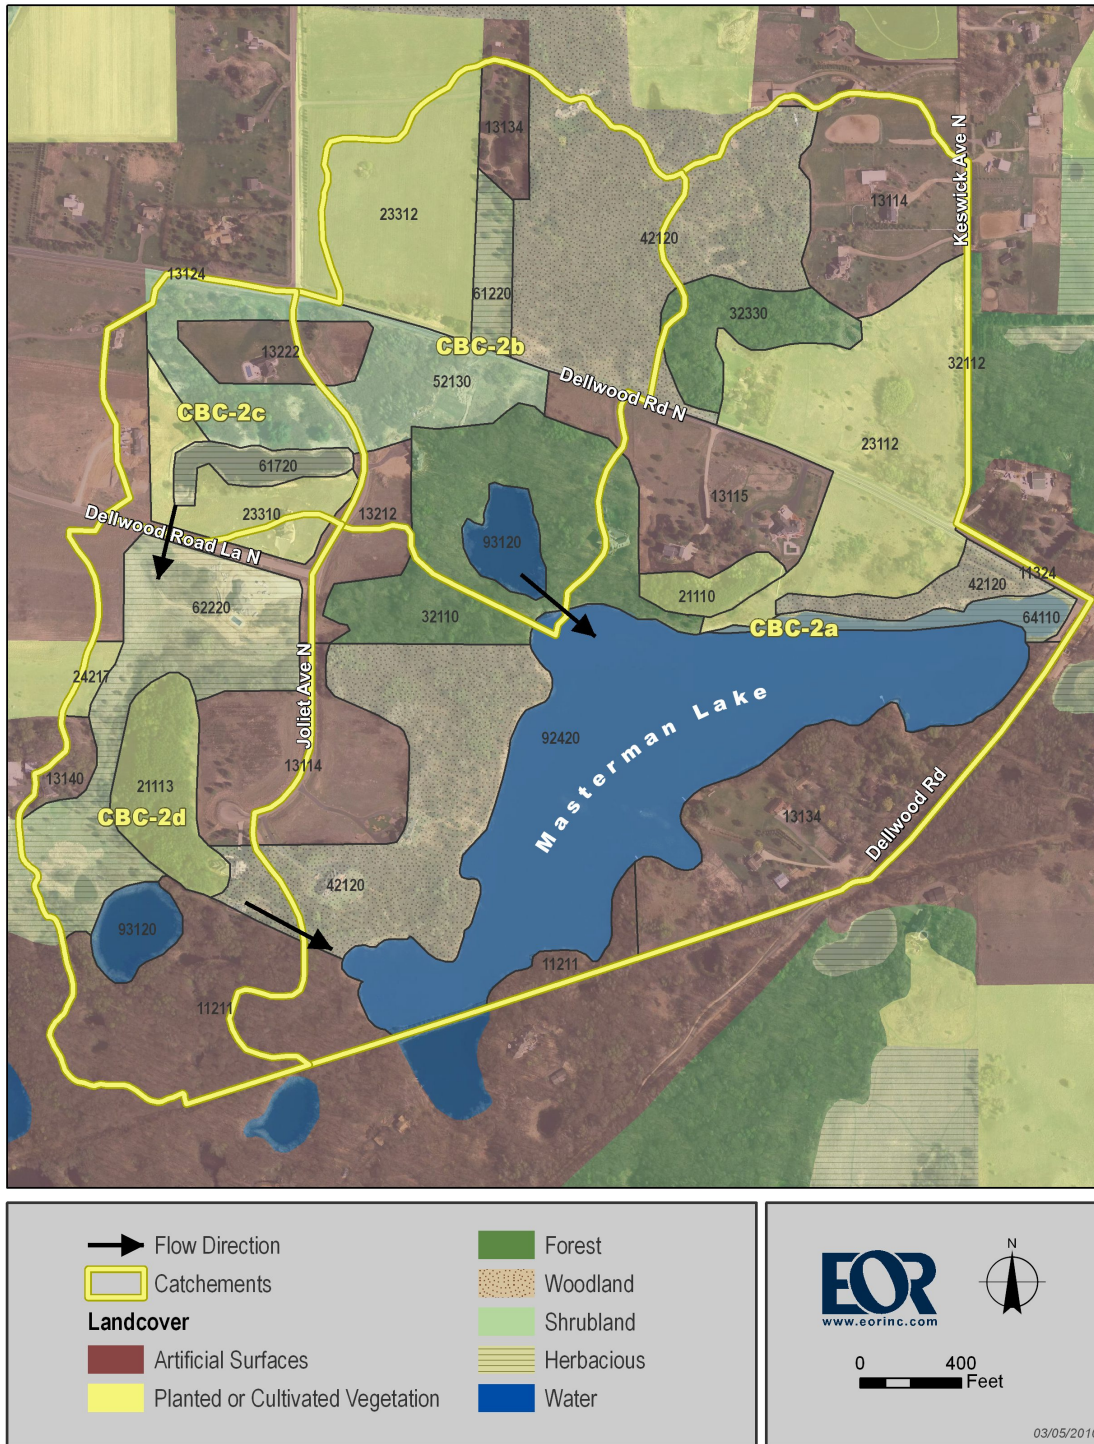 13134
Keswick Ave N
13114
23312
42120
13124
61220
32330
CBC-2b
13222
Dellwood Rd N
52130
32112
CBC-2c
23112
61720
13115
23310
13212
Dellwood Road La N
93120
11324
42120
21110
62220
32110
64110
CBC-2a
24217
Joliet Ave N
Masterman Lake
92420
13114
13140
21113
CBC-2d
13134
Dellwood Rd
42120
93120
11211
11211
Flow Direction
Catchements
Landcover
Artificial Surfaces
Planted or Cultivated Vegetation
Forest
Woodland
Shrubland
Herbacious
Water
EOR
www.eorinc.com
N
0 400
Feet